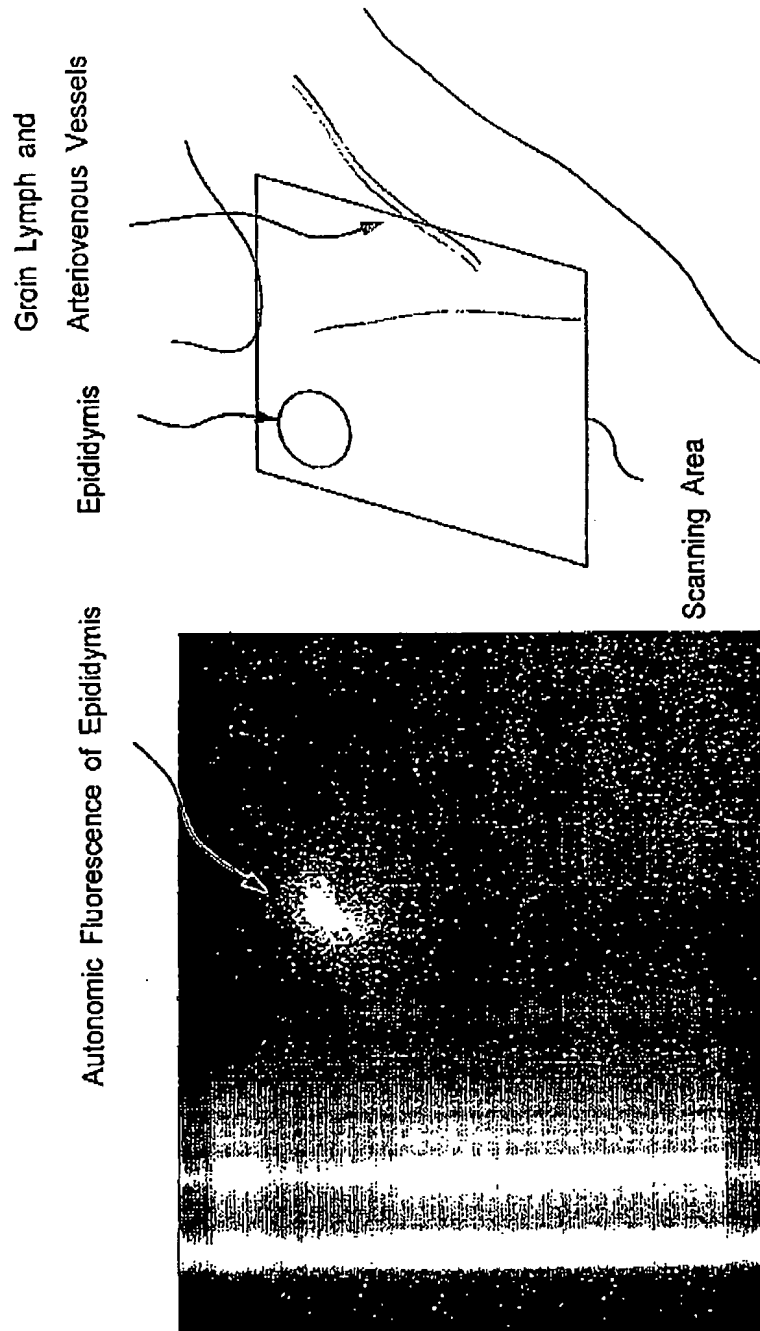 Autonomic Fluorescence of Epididymis
Epididymis
Groin Lymph and
Arteriovenous Vessels
Scanning Area